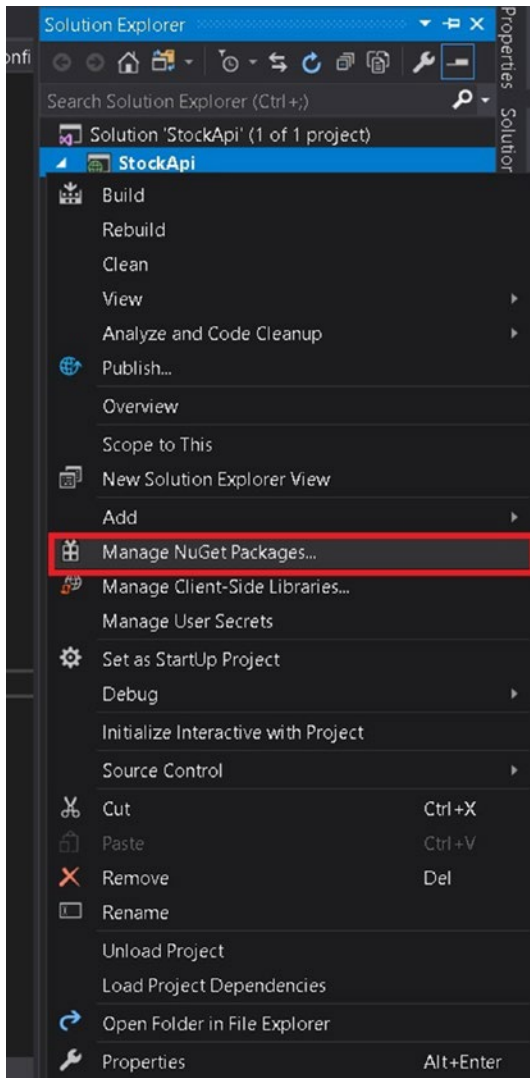 Solution Explorer
onfi
Search Solution Explorer (Ctrl+;)
Solution 'StockApi' (1 of 1 project)
StockApi
Build
Rebuild
Clean
View
Analyze and Code Cleanup
Publish...
Overview
Scope to This
New Solution Explorer View
Add
Manage NuGet Packages...
Manage Client-Side Libraries...
Manage User Secrets
Set as StartUp Project
Debug
Initialize Interactive with Project
Source Control
Cut Ctrl+X
Paste Ctrl+V
Remove Del
Rename
Unload Project
Load Project Dependencies
Open Folder in File Explorer
Properties Alt+Enter
Properties
Solution